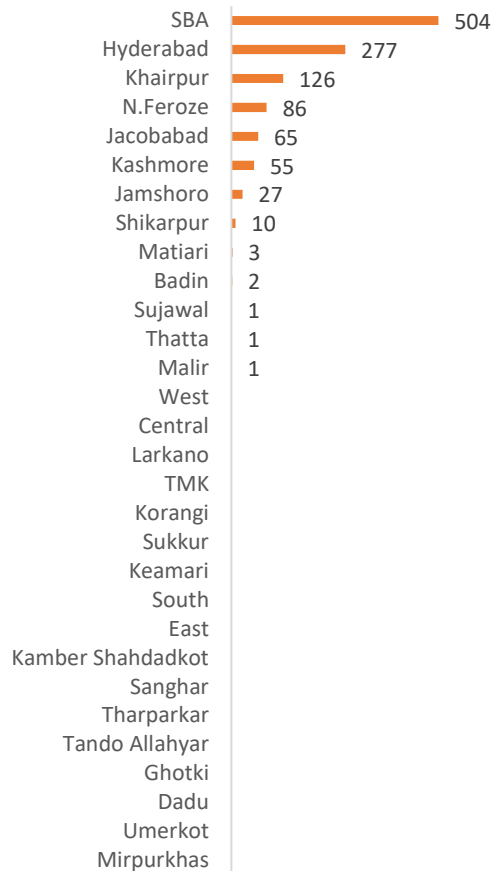 SBA 504
Hyderabad 277
Khairpur 126
N.Feroze 86
Jacobabad 65
Kashmore 55
Jamshoro 27
Shikarpur 10
Matiari 3
Badin 2
Sujawal 1
Thatta 1
Malir 1
West
Central
Larkano
TMK
Korangi
Sukkur
Keamari
South
East
Kamber Shahdadkot
Sanghar
Tharparkar
Tando Allahyar
Ghotki
Dadu
Umerkot
Mirpurkhas